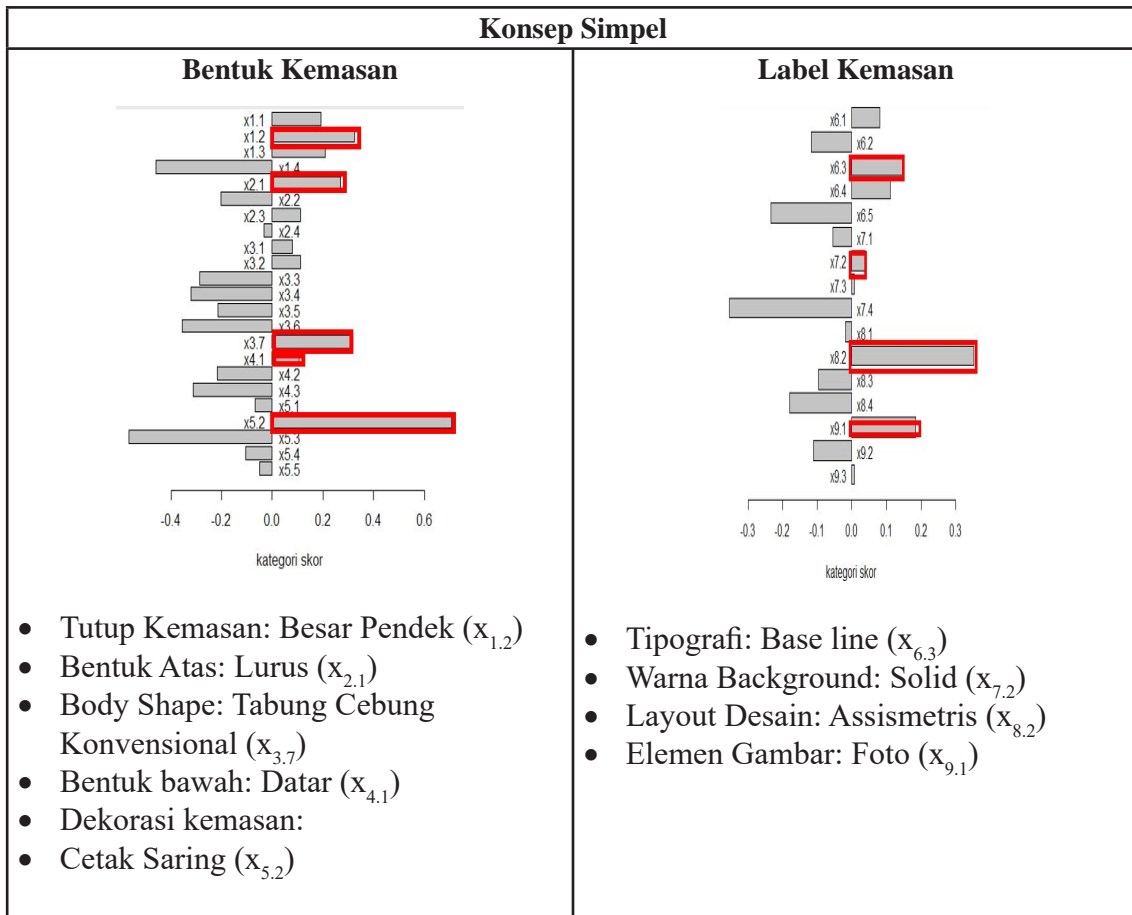 Konsep Simpel
Bentuk Kemasan
x1.1
x1.2
x1.3
x1.4
x2.1
x2.2
x2.3
x2.4
x3.1
x3.2
x3.3
x3.4
x3.5
x3.6
x3.7
x4.1
x4.2
x4.3
x5.1
x5.2
x5.3
x5.4
x5.5
-0.4 -0.2 0.0 0.2 0.4 0.6
kategori skor
• Tutup Kemasan: Besar Pendek (x1.2)
• Bentuk Atas: Lurus (x2.1)
• Body Shape: Tabung Cebung
Konvensional (x3.7)
• Bentuk bawah: Datar (x4.1)
• Dekorasi kemasan:
• Cetak Saring (x5.2)
Label Kemasan
x6.1
x6.2
x6.3
x6.4
x6.5
x7.1
x7.2
x7.3
x7.4
x8.1
x8.2
x8.3
x8.4
x9.1
x9.2
x9.3
-0.3 -0.2 -0.1 0.0 0.1 0.2 0.3
kategori skor
• Tipografi: Base line (x6.3)
• Warna Background: Solid (x7.2)
• Layout Desain: Assismetris (x8.2)
• Elemen Gambar: Foto (x9.1)